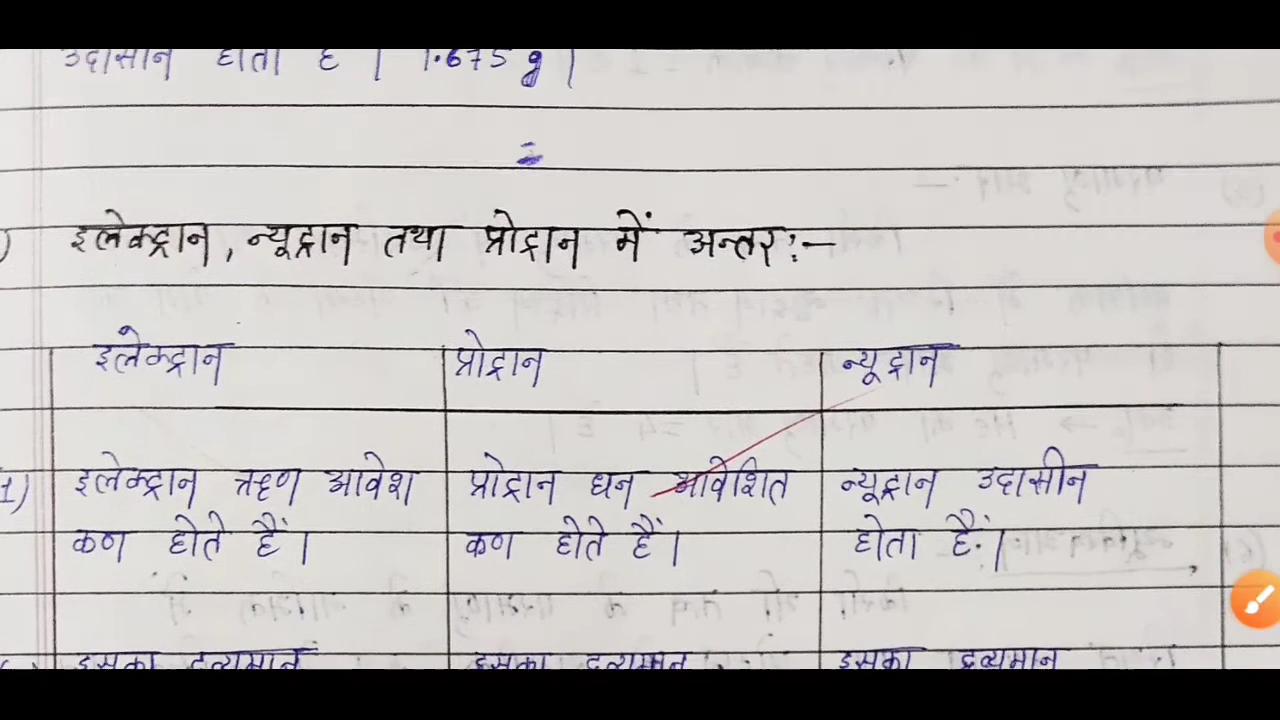 उदासीन होता है । 1.675 g ।
=
इलेक्ट्रान, न्यूट्रान तथा प्रोट्रान में अन्तर :-
इलेक्ट्रान प्रोट्रान न्यूट्रान
1) इलेक्ट्रान ऋण आवेश प्रोट्रान धन आवेशित न्यूट्रान उदासीन
कण होते हैं । कण होते हैं । होता हैं ।
इसका द्रव्यमान इसका द्रव्यमान इसका द्रव्यमान